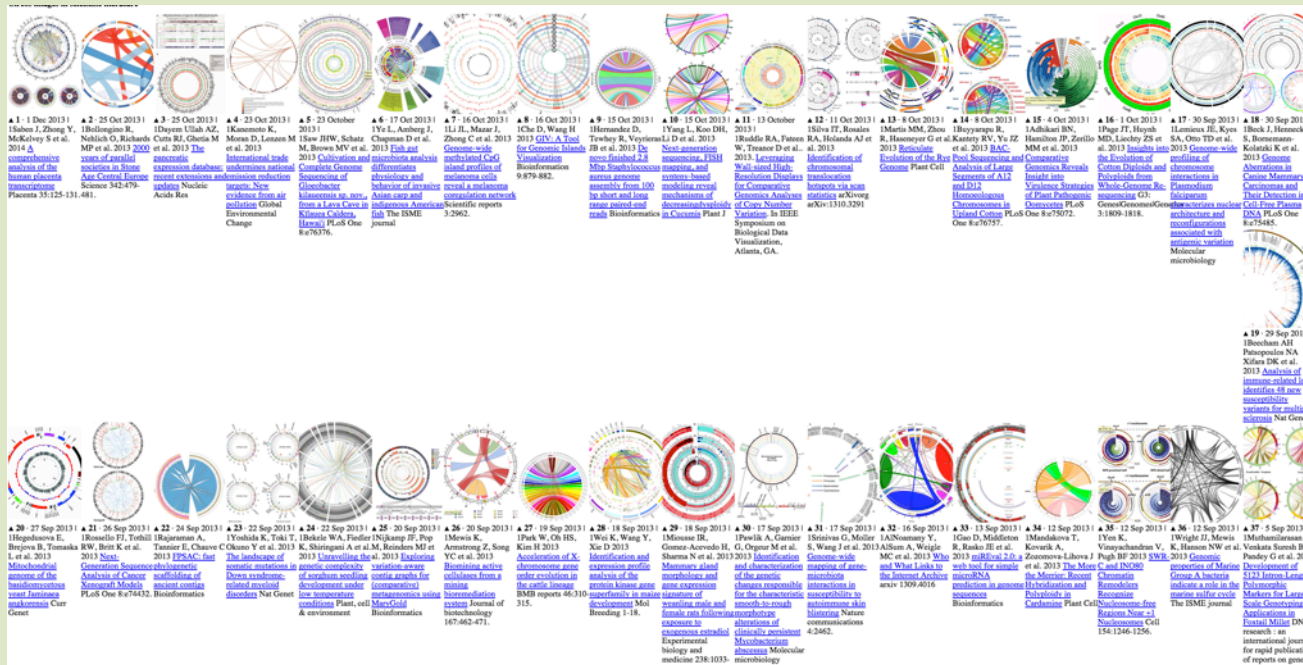 ▲ 1 · 1 Dec 2013 |
1Saben J, Zhong Y,
McKelvey S et al.
2014 A
comprehensive
analysis of the
human placenta
transcriptome
Placenta 35:125-131.
▲ 2 · 25 Oct 2013 |
1Bollongino R,
Nehlich O, Richards
MP et al. 2013 2000
years of parallel
societies in Stone
Age Central Europe
Science 342:479-
481.
▲ 3 · 25 Oct 2013 |
1Dayem Ullah AZ,
Cutts RJ, Ghetia M
et al. 2013 The
pancreatic
expression database:
recent extensions and
updates Nucleic
Acids Res
▲ 4 · 23 Oct 2013 |
1Kanemoto K,
Moran D, Lenzen M
et al. 2013
International trade
undermines national
emission reduction
targets: New
evidence from air
pollution Global
Environmental
Change
▲ 5 · 23 October
2013 |
1Saw JHW, Schatz
M, Brown MV et al.
2013 Cultivation and
Complete Genome
Sequencing of
Gloeobacter
kilaueensis sp. nov.,
from a Lava Cave in
Kīlauea Caldera,
Hawai'i PLoS One
8:e76376.
▲ 6 · 17 Oct 2013 |
1Ye L, Amberg J,
Chapman D et al.
2013 Fish gut
microbiota analysis
differentiates
physiology and
behavior of invasive
Asian carp and
indigenous American
fish The ISME
journal
▲ 7 · 16 Oct 2013 |
1Li JL, Mazar J,
Zhong C et al. 2013
Genome-wide
methylated CpG
island profiles of
melanoma cells
reveal a melanoma
coregulation network
Scientific reports
3:2962.
▲ 8 · 16 Oct 2013 |
1Che D, Wang H
2013 GIV: A Tool
for Genomic Islands
Visualization
Bioinformation
9:879-882.
▲ 9 · 15 Oct 2013 |
1Hernandez D,
Tewhey R, Veyrieras
JB et al. 2013 De
novo finished 2.8
Mbp Staphylococcus
aureus genome
assembly from 100
bp short and long
range paired-end
reads Bioinformatics
▲ 10 · 15 Oct 2013 |
1Yang L, Koo DH,
Li D et al. 2013
Next-generation
sequencing, FISH
mapping, and
synteny-based
modeling reveal
mechanisms of
decreasing dysploidy
in Cucumis Plant J
▲ 11 · 13 October
2013 |
1Ruddle RA, Fateen
W, Treanor D et al..
2013. Leveraging
Wall-sized High-
Resolution Displays
for Comparative
Genomics Analyses
of Copy Number
Variation. In IEEE
Symposium on
Biological Data
Visualization,
Atlanta, GA.
▲ 12 · 11 Oct 2013 |
1Silva IT, Rosales
RA, Holanda AJ et
al. 2013
Identification of
chromosomal
translocation
hotspots via scan
statistics arXivorg
arXiv:1310.3291
▲ 13 · 8 Oct 2013 |
1Martis MM, Zhou
R, Haseneyer G et al.
2013 Reticulate
Evolution of the Rye
Genome Plant Cell
▲ 14 · 8 Oct 2013 |
1Buyyarapu R,
Kantety RV, Yu JZ
et al. 2013 BAC-
Pool Sequencing and
Analysis of Large
Segments of A12
and D12
Homoeologous
Chromosomes in
Upland Cotton PLoS
One 8:e76757.
▲ 15 · 4 Oct 2013 |
1Adhikari BN,
Hamilton JP, Zerillo
MM et al. 2013
Comparative
Genomics Reveals
Insight into
Virulence Strategies
of Plant Pathogenic
Oomycetes PLoS
One 8:e75072.
▲ 16 · 1 Oct 2013 |
1Page JT, Huynh
MD, Liechty ZS et
al. 2013 Insights into
the Evolution of
Cotton Diploids and
Polyploids from
Whole-Genome Re-
sequencing G3:
Genes|Genomes|Genetics
3:1809-1818.
▲ 17 · 30 Sep 2013 |
1Lemieux JE, Kyes
SA, Otto TD et al.
2013 Genome-wide
profiling of
chromosome
interactions in
Plasmodium
falciparum
characterizes nuclear
architecture and
reconfigurations
associated with
antigenic variation
Molecular
microbiology
▲ 18 · 30 Sep 201
1Beck J, Hennecke
S, Bornemann-
Kolatzki K et al.
2013 Genome
Aberrations in
Canine Mammary
Carcinomas and
Their Detection in
Cell-Free Plasma
DNA PLoS One
8:e75485.
▲ 19 · 29 Sep 201
1Beecham AH
Patsopoulos NA
Xifara DK et al.
2013 Analysis of
immune-related lo
identifies 48 new
susceptibility
variants for multip
sclerosis Nat Gene
▲ 20 · 27 Sep 2013 |
1Hegedusova E,
Brejova B, Tomaska
L et al. 2013
Mitochondrial
genome of the
basidiomycetous
yeast Jaminaea
angkorensis Curr
Genet
▲ 21 · 26 Sep 2013 |
1Rossello FJ, Tothill
RW, Britt K et al.
2013 Next-
Generation Sequence
Analysis of Cancer
Xenograft Models
PLoS One 8:e74432.
▲ 22 · 24 Sep 2013 |
1Rajaraman A,
Tannier E, Chauve C
2013 FPSAC: fast
phylogenetic
scaffolding of
ancient contigs
Bioinformatics
▲ 23 · 22 Sep 2013 |
1Yoshida K, Toki T,
Okuno Y et al. 2013
The landscape of
somatic mutations in
Down syndrome-
related myeloid
disorders Nat Genet
▲ 24 · 22 Sep 2013 |
1Bekele WA, Fiedler
K, Shiringani A et al.
2013 Unravelling the
genetic complexity
of sorghum seedling
development under
low temperature
conditions Plant, cell
& environment
▲ 25 · 20 Sep 2013 |
1Nijkamp JF, Pop
M, Reinders MJ et
al. 2013 Exploring
variation-aware
contig graphs for
(comparative)
metagenomics using
MaryGold
Bioinformatics
▲ 26 · 20 Sep 2013 |
1Mewis K,
Armstrong Z, Song
YC et al. 2013
Biomining active
cellulases from a
mining
bioremediation
system Journal of
biotechnology
167:462-471.
▲ 27 · 19 Sep 2013 |
1Park W, Oh HS,
Kim H 2013
Acceleration of X-
chromosome gene
order evolution in
the cattle lineage
BMB reports 46:310-
315.
▲ 28 · 18 Sep 2013 |
1Wei K, Wang Y,
Xie D 2013
Identification and
expression profile
analysis of the
protein kinase gene
superfamily in maize
development Mol
Breeding 1-18.
▲ 29 · 18 Sep 2013 |
1Miousse IR,
Gomez-Acevedo H,
Sharma N et al. 2013
Mammary gland
morphology and
gene expression
signature of
weanling male and
female rats following
exposure to
exogenous estradiol
Experimental
biology and
medicine 238:1033-
▲ 30 · 17 Sep 2013 |
1Pawlik A, Garnier
G, Orgeur M et al.
2013 Identification
and characterization
of the genetic
changes responsible
for the characteristic
smooth-to-rough
morphotype
alterations of
clinically persistent
Mycobacterium
abscessus Molecular
microbiology
▲ 31 · 17 Sep 2013 |
1Srinivas G, Moller
S, Wang J et al. 2013
Genome-wide
mapping of gene-
microbiota
interactions in
susceptibility to
autoimmune skin
blistering Nature
communications
4:2462.
▲ 32 · 16 Sep 2013 |
1AlNoamany Y,
AlSum A, Weigle
MC et al. 2013 Who
and What Links to
the Internet Archive
arxiv 1309.4016
▲ 33 · 13 Sep 2013 |
1Gao D, Middleton
R, Rasko JE et al.
2013 miREval 2.0: a
web tool for simple
microRNA
prediction in genome
sequences
Bioinformatics
▲ 34 · 12 Sep 2013 |
1Mandakova T,
Kovarik A,
Zozomova-Lihova J
et al. 2013 The More
the Merrier: Recent
Hybridization and
Polyploidy in
Cardamine Plant Cell
▲ 35 · 12 Sep 2013 |
1Yen K,
Vinayachandran V,
Pugh BF 2013 SWR-
C and INO80
Chromatin
Remodelers
Recognize
Nucleosome-free
Regions Near +1
Nucleosomes Cell
154:1246-1256.
▲ 36 · 12 Sep 2013 |
1Wright JJ, Mewis
K, Hanson NW et al.
2013 Genomic
properties of Marine
Group A bacteria
indicate a role in the
marine sulfur cycle
The ISME journal
▲ 37 · 5 Sep 2013
1Muthamilarasan
Venkata Suresh B
Pandey G et al. 20
Development of
5123 Intron-Lengt
Polymorphic
Markers for Large
Scale Genotyping
Applications in
Foxtail Millet DN
research : an
international journ
for rapid publicati
of reports on gene